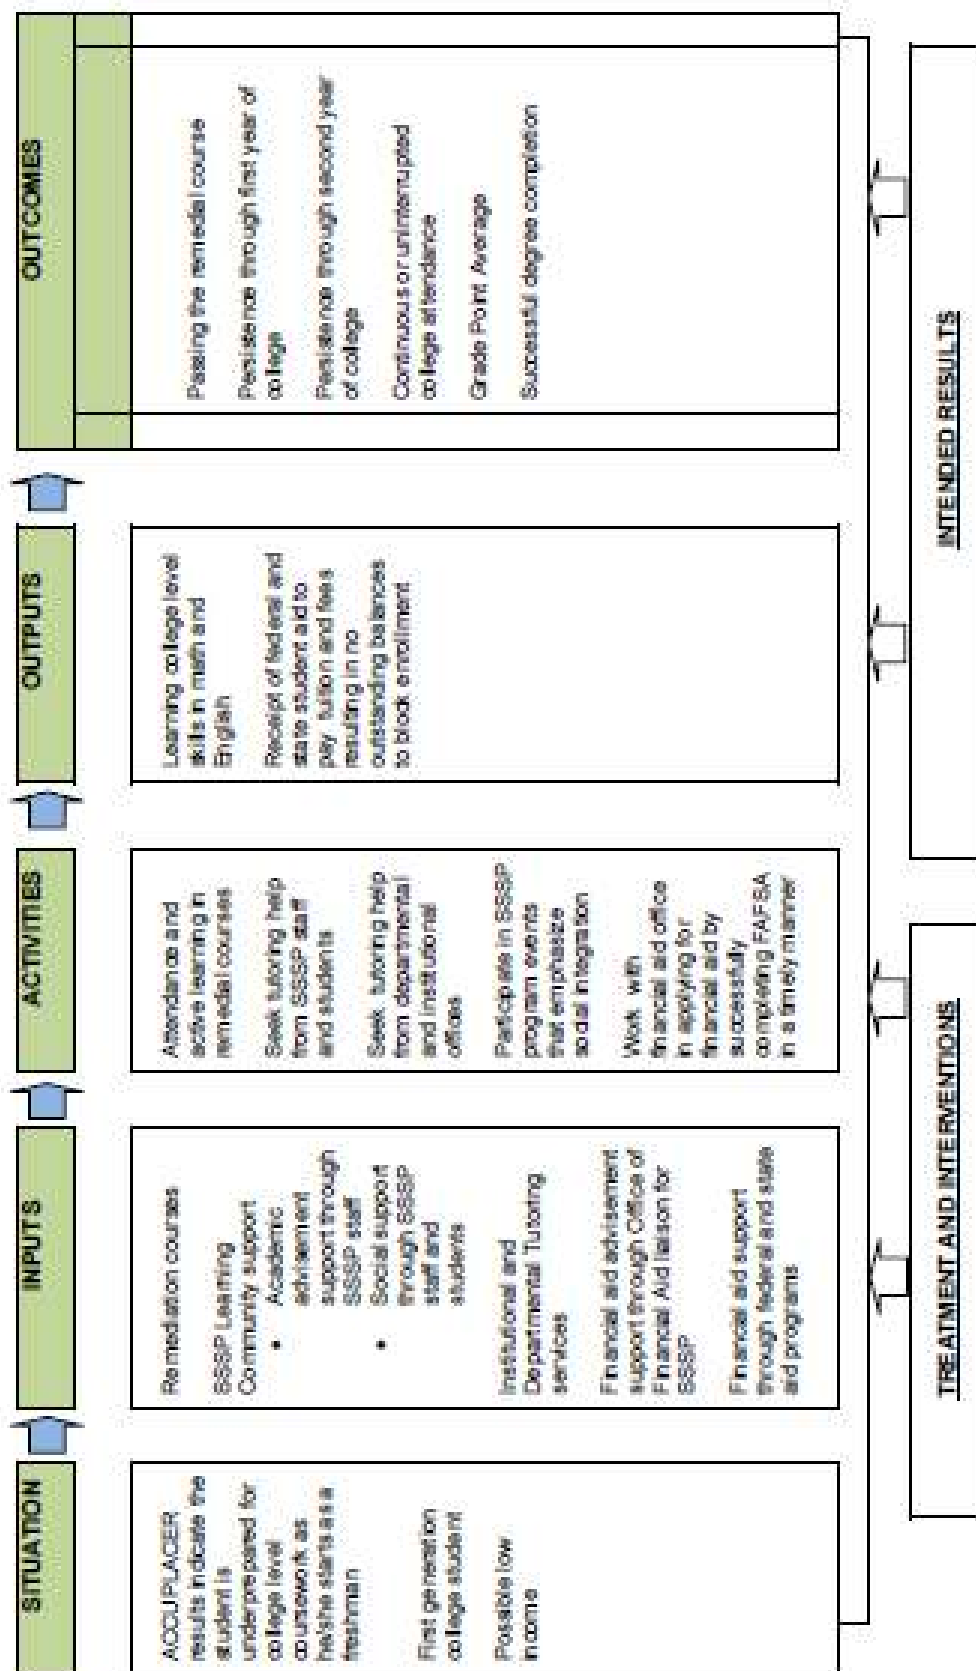 SITUATION
ACCUPLACER
results indicate the
student is
underprepared for
college level
coursework as
he/she starts as a
freshman
First generation
college student
Possible low
income
INPUTS
Remediation courses
SSSP Learning
Community support
• Academic
advisement
support through
SSSP staff
• Social support
through SSSP
staff and
students
Institutional and
Departmental Tutoring
services
Financial aid advisement
support through Office of
Financial Aid liaison for
SSSP
Financial aid support
through federal and state
aid programs
ACTIVITIES
Attendance and
active learning in
remedial courses
Seek tutoring help
from SSSP staff
and students
Seek tutoring help
from departmental
and institutional
offices
Participate in SSSP
program events
that emphasize
social integration
Work with
financial aid office
in applying for
financial aid by
successfully
completing FAFSA
in a timely manner
OUTPUTS
Learning college level
skills in math and
English
Receipt of federal and
state student aid to
pay tuition and fees
resulting in no
outstanding balances
to block enrollment
OUTCOMES
Passing the remedial course
Persistence through first year of
college
Persistence through second year
of college
Continuous or uninterrupted
college attendance
Grade Point Average
Successful degree completion
TREATMENT AND INTERVENTIONS
INTENDED RESULTS